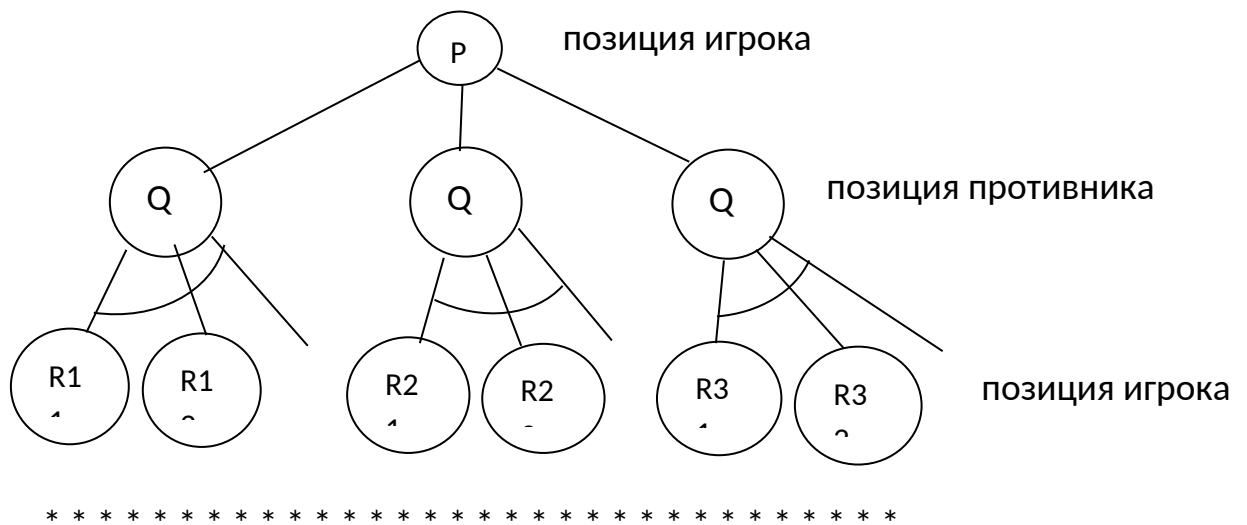 P
позиция игрока
Q
Q
Q
позиция противника
R1
R1
R2
R2
R3
R3
позиция игрока
* * * * * * * * * * * * * * * * * * * * * * * * * * * * * * * *